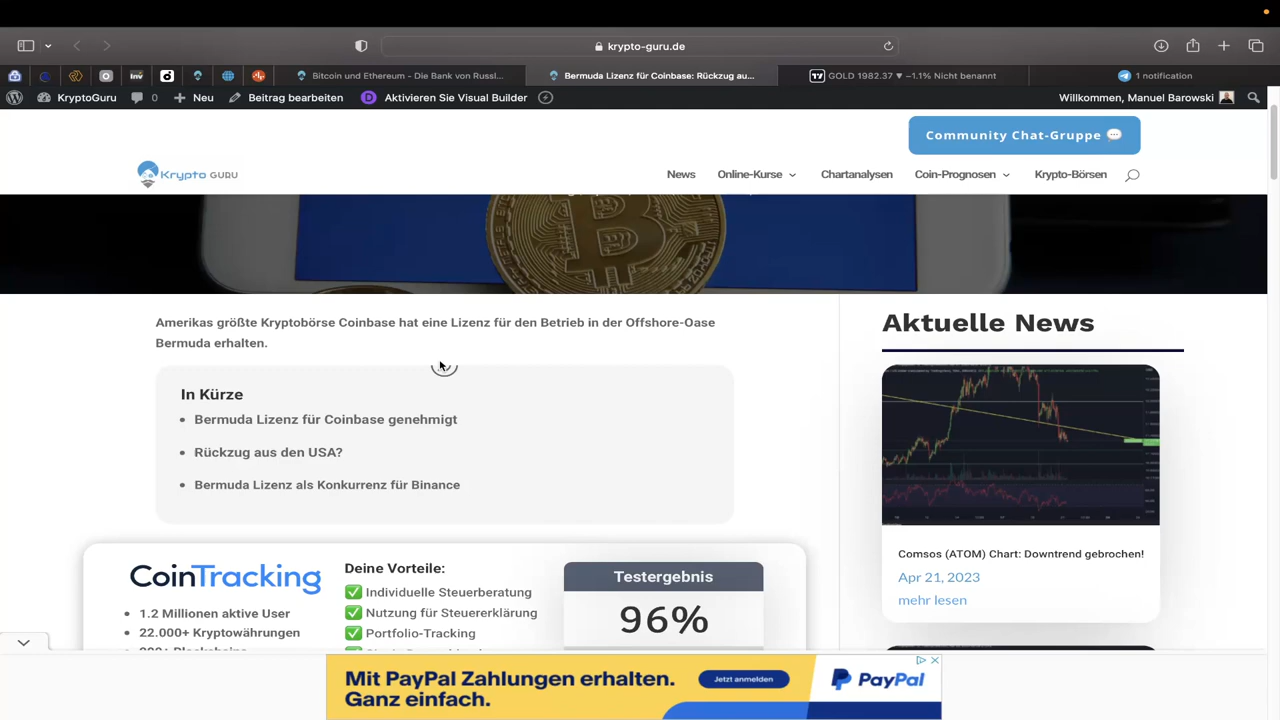 krypto-guru.de
Bitcoin und Ethereum - Die Bank von Russl...
Bermuda Lizenz für Coinbase: Rückzug au...
GOLD 1982.37 ▼ −1.1% Nicht benannt
1 notification
KryptoGuru
0
Neu
Beitrag bearbeiten
Aktivieren Sie Visual Builder
Willkommen, Manuel Barowski
Community Chat-Gruppe 💬
Krypto GURU
News
Online-Kurse
Chartanalysen
Coin-Prognosen
Krypto-Börsen
Amerikas größte Kryptobörse Coinbase hat eine Lizenz für den Betrieb in der Offshore-Oase
Bermuda erhalten.
In Kürze
• Bermuda Lizenz für Coinbase genehmigt
• Rückzug aus den USA?
• Bermuda Lizenz als Konkurrenz für Binance
CoinTracking
• 1.2 Millionen aktive User
• 22.000+ Kryptowährungen
Deine Vorteile:
✅ Individuelle Steuerberatung
✅ Nutzung für Steuererklärung
✅ Portfolio-Tracking
Testergebnis
96%
Aktuelle News
Comsos (ATOM) Chart: Downtrend gebrochen!
Apr 21, 2023
mehr lesen
Mit PayPal Zahlungen erhalten.
Ganz einfach.
Jetzt anmelden
PayPal